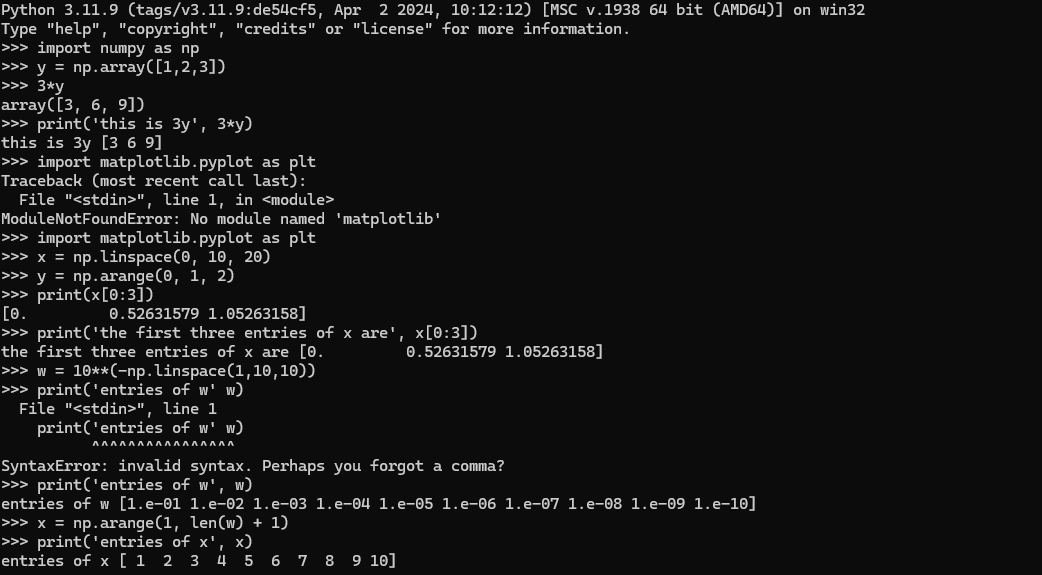 Python 3.11.9 (tags/v3.11.9:de54cf5, Apr  2 2024, 10:12:12) [MSC v.1938 64 bit (AMD64)] on win32
Type "help", "copyright", "credits" or "license" for more information.
>>> import numpy as np
>>> y = np.array([1,2,3])
>>> 3*y
array([3, 6, 9])
>>> print('this is 3y', 3*y)
this is 3y [3 6 9]
>>> import matplotlib.pyplot as plt
Traceback (most recent call last):
  File "<stdin>", line 1, in <module>
ModuleNotFoundError: No module named 'matplotlib'
>>> import matplotlib.pyplot as plt
>>> x = np.linspace(0, 10, 20)
>>> y = np.arange(0, 1, 2)
>>> print(x[0:3])
[0.         0.52631579 1.05263158]
>>> print('the first three entries of x are', x[0:3])
the first three entries of x are [0.         0.52631579 1.05263158]
>>> w = 10**(-np.linspace(1,10,10))
>>> print('entries of w' w)
  File "<stdin>", line 1
    print('entries of w' w)
          ^^^^^^^^^^^^^^^^
SyntaxError: invalid syntax. Perhaps you forgot a comma?
>>> print('entries of w', w)
entries of w [1.e-01 1.e-02 1.e-03 1.e-04 1.e-05 1.e-06 1.e-07 1.e-08 1.e-09 1.e-10]
>>> x = np.arange(1, len(w) + 1)
>>> print('entries of x', x)
entries of x [ 1  2  3  4  5  6  7  8  9 10]